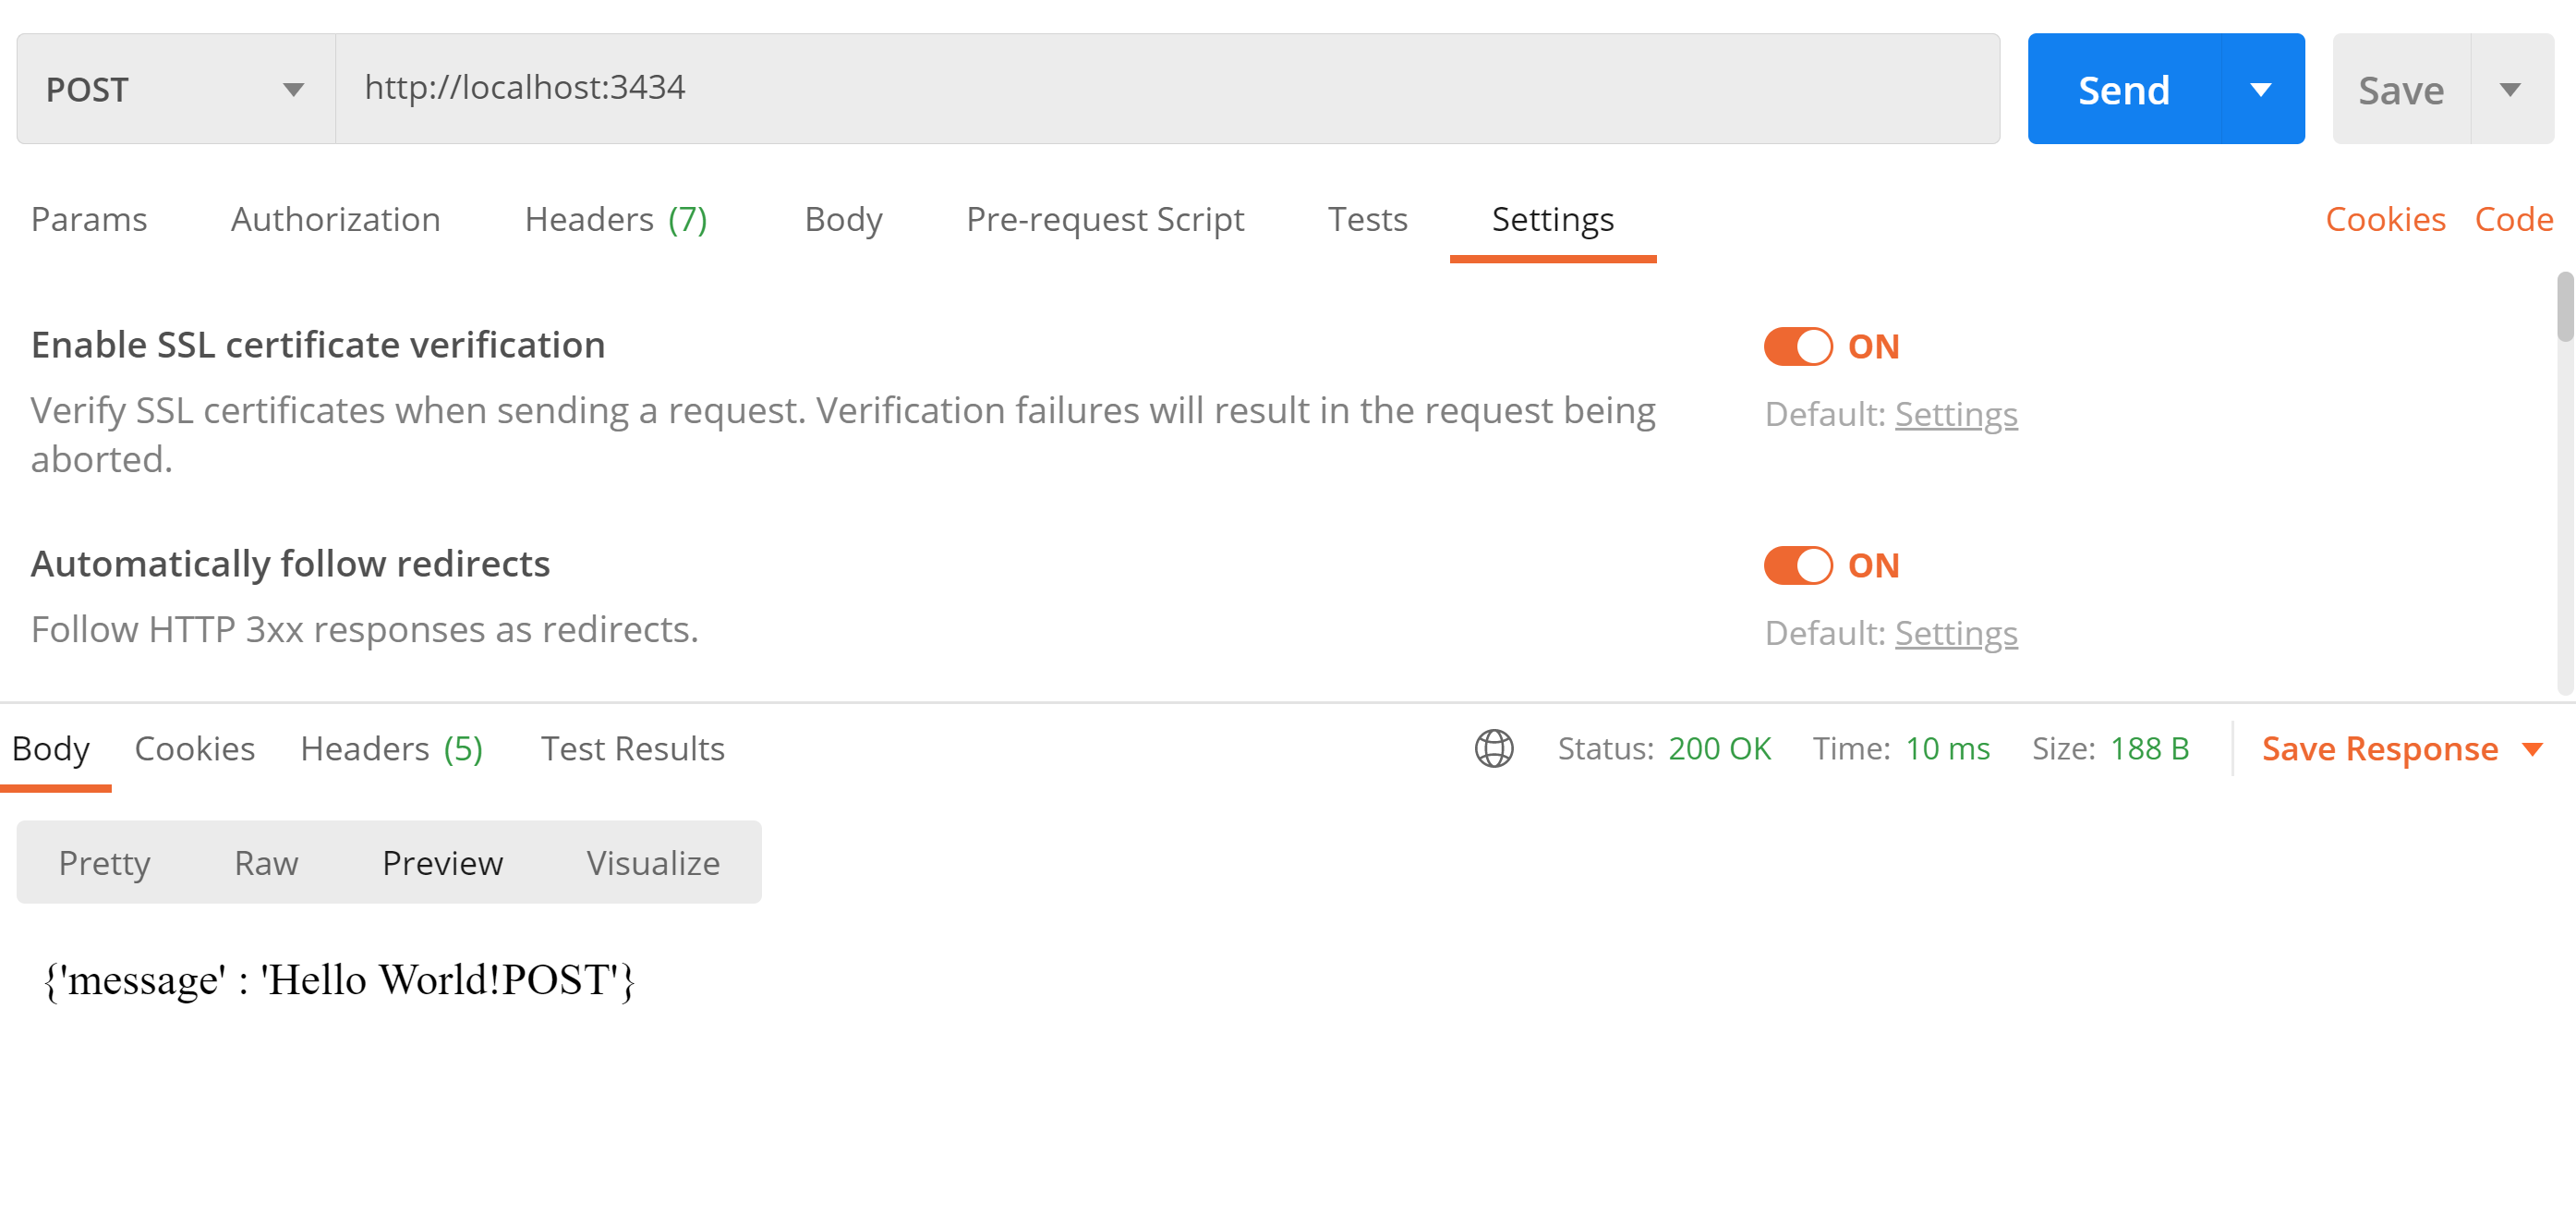 POST http://localhost:3434 Send Save
Params Authorization Headers (7) Body Pre-request Script Tests Settings Cookies Code
Enable SSL certificate verification ON
Verify SSL certificates when sending a request. Verification failures will result in the request being Default: Settings
aborted.
Automatically follow redirects ON
Follow HTTP 3xx responses as redirects. Default: Settings
Body Cookies Headers (5) Test Results Status: 200 OK Time: 10 ms Size: 188 B Save Response
Pretty Raw Preview Visualize
{'message' : 'Hello World!POST'}